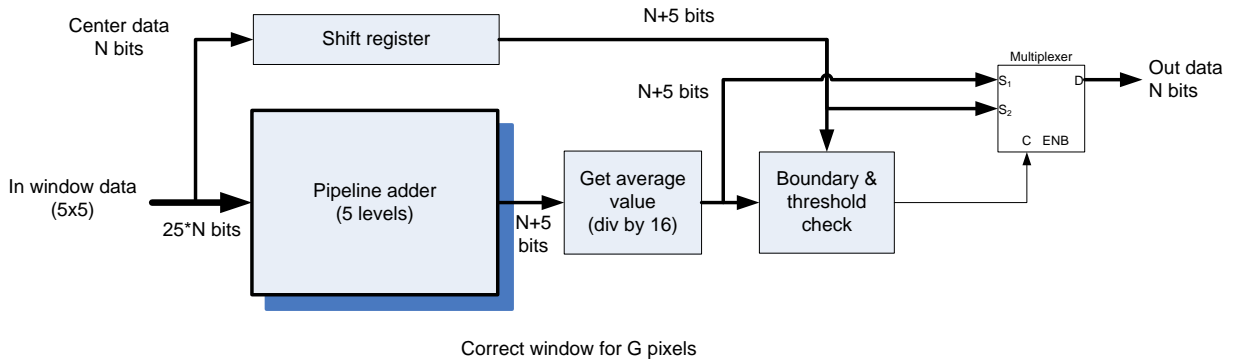 Center data
N bits
Shift register
N+5 bits
Multiplexer
S1
D
S2
C ENB
Out data
N bits
N+5 bits
In window data
(5x5)
25*N bits
Pipeline adder
(5 levels)
N+5
bits
Get average
value
(div by 16)
Boundary &
threshold
check
Correct window for G pixels